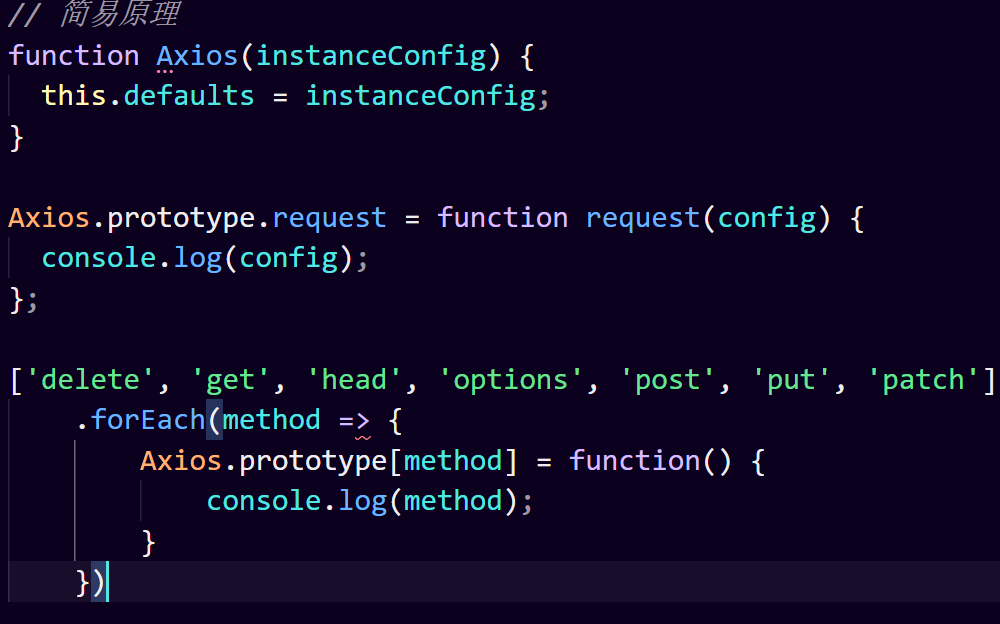 // 简易原理
function Axios(instanceConfig) {
  this.defaults = instanceConfig;
}

Axios.prototype.request = function request(config) {
  console.log(config);
};

['delete', 'get', 'head', 'options', 'post', 'put', 'patch']
    .forEach(method => {
        Axios.prototype[method] = function() {
            console.log(method);
        }
    })